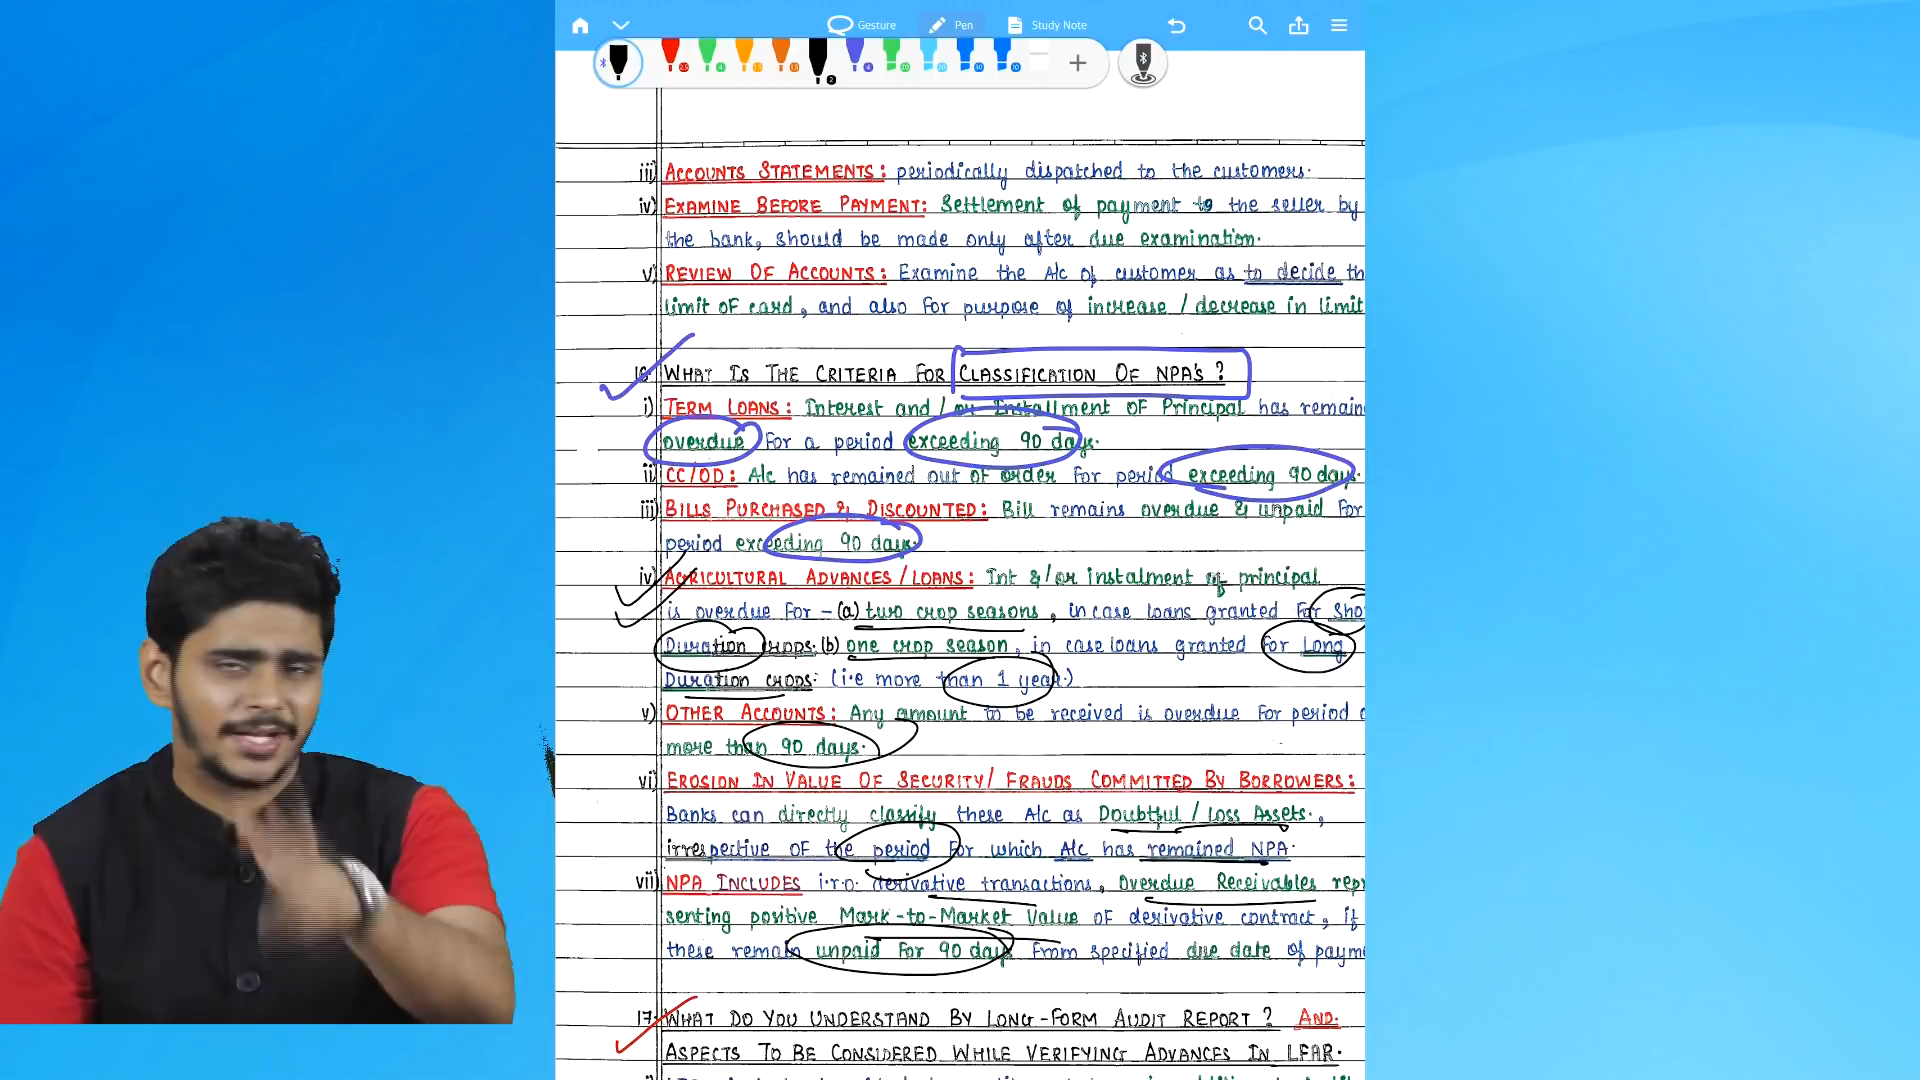 Gesture Pen Study Note
iii) ACCOUNTS STATEMENTS: periodically dispatched to the customers.
iv) EXAMINE BEFORE PAYMENT: Settlement of payment to the seller by
the bank, should be made only after due examination.
v) REVIEW OF ACCOUNTS: Examine the A/c of customer as to decide th
limit of card, and also for purpose of increase / decrease in limit
16. WHAT IS THE CRITERIA FOR CLASSIFICATION OF NPA'S ?
i) TERM LOANS: Interest and / or Installment of Principal has remain
overdue for a period exceeding 90 days.
ii) CC/OD: A/c has remained out of order for period exceeding 90 days.
iii) BILLS PURCHASED & DISCOUNTED: Bill remains overdue & unpaid for
period exceeding 90 days.
iv) AGRICULTURAL ADVANCES / LOANS: Int &/or instalment of principal
is overdue for - (a) two crop seasons, in case loans granted for Sho
Duration crops. (b) one crop season, in case loans granted for Long
Duration crops. (i.e more than 1 year.)
v) OTHER ACCOUNTS: Any amount to be received is overdue for period o
more than 90 days.
vi) EROSION IN VALUE OF SECURITY / FRAUDS COMMITTED BY BORROWERS:
Banks can directly classify these A/c as Doubtful / Loss Assets.,
irrespective of the period for which A/c has remained NPA.
vii) NPA INCLUDES i.r.o. derivative transactions, Overdue Receivables repr
senting positive Mark-to-Market Value of derivative contract, if
these remain unpaid for 90 days from specified due date of payme
17. WHAT DO YOU UNDERSTAND BY LONG-FORM AUDIT REPORT ? AND.
ASPECTS TO BE CONSIDERED WHILE VERIFYING ADVANCES IN LFAR.